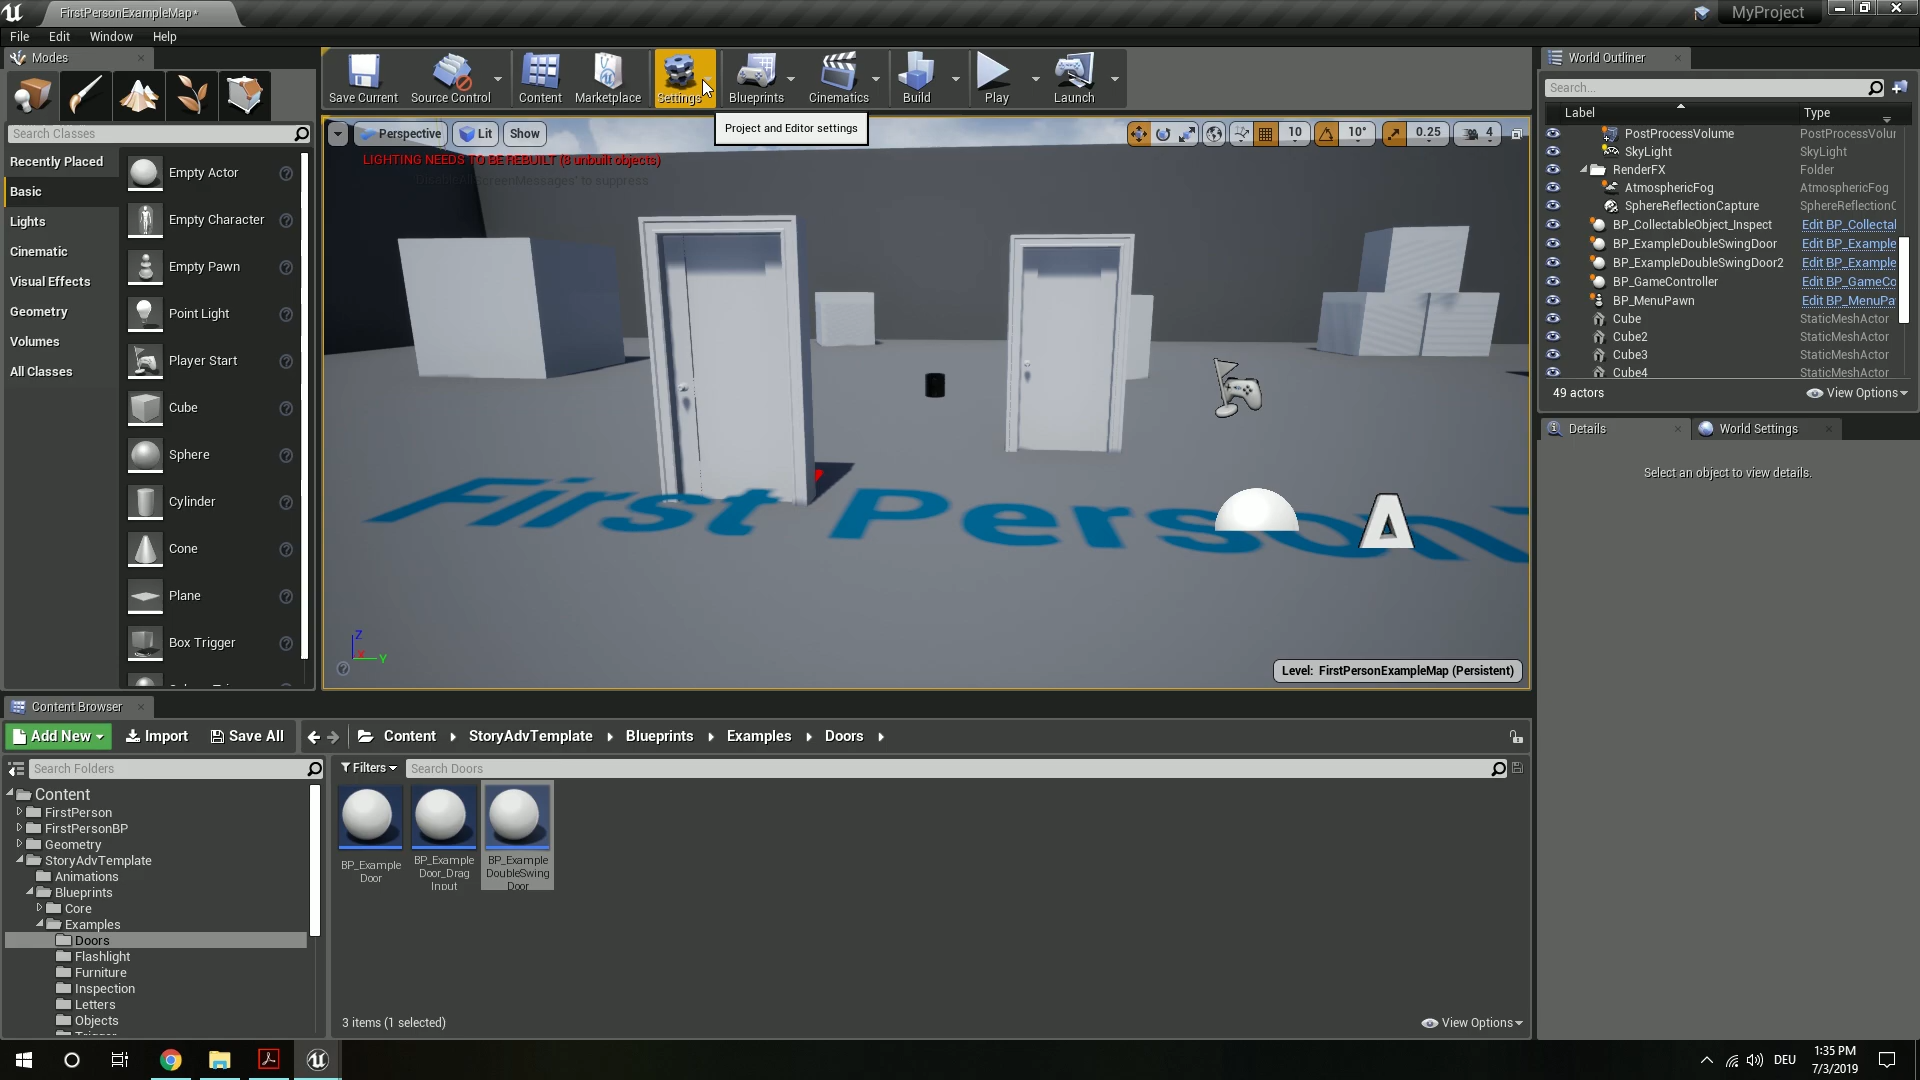 FirstPersonExampleMap*
MyProject
File Edit Window Help
Modes
Search Classes
Recently Placed
Basic
Lights
Cinematic
Visual Effects
Geometry
Volumes
All Classes
Empty Actor
Empty Character
Empty Pawn
Point Light
Player Start
Cube
Sphere
Cylinder
Cone
Plane
Box Trigger
Save Current
Source Control
Content
Marketplace
Settings
Blueprints
Cinematics
Build
Play
Launch
Project and Editor settings
Perspective
Lit
Show
10
10°
0.25
4
LIGHTING NEEDS TO BE REBUILT (8 unbuilt objects)
'DisableAllScreenMessages' to suppress
First Person
A
Z
X
Y
Level: FirstPersonExampleMap (Persistent)
World Outliner
Search...
Label Type
PostProcessVolume PostProcessVolur
SkyLight SkyLight
RenderFX Folder
AtmosphericFog AtmosphericFog
SphereReflectionCapture SphereReflectionC
BP_CollectableObject_Inspect Edit BP_Collectal
BP_ExampleDoubleSwingDoor Edit BP_Example
BP_ExampleDoubleSwingDoor2 Edit BP_Example
BP_GameController Edit BP_GameCo
BP_MenuPawn Edit BP_MenuPa
Cube StaticMeshActor
Cube2 StaticMeshActor
Cube3 StaticMeshActor
Cube4 StaticMeshActor
49 actors
View Options
Details
World Settings
Select an object to view details.
Content Browser
Add New
Import
Save All
Content StoryAdvTemplate Blueprints Examples Doors
Search Folders
Filters
Search Doors
Content
FirstPerson
FirstPersonBP
Geometry
StoryAdvTemplate
Animations
Blueprints
Core
Examples
Doors
Flashlight
Furniture
Inspection
Letters
Objects
Trigger
BP_Example
Door
BP_Example
Door_Drag
Input
BP_Example
DoubleSwing
Door
3 items (1 selected)
View Options
DEU
1:35 PM
7/3/2019